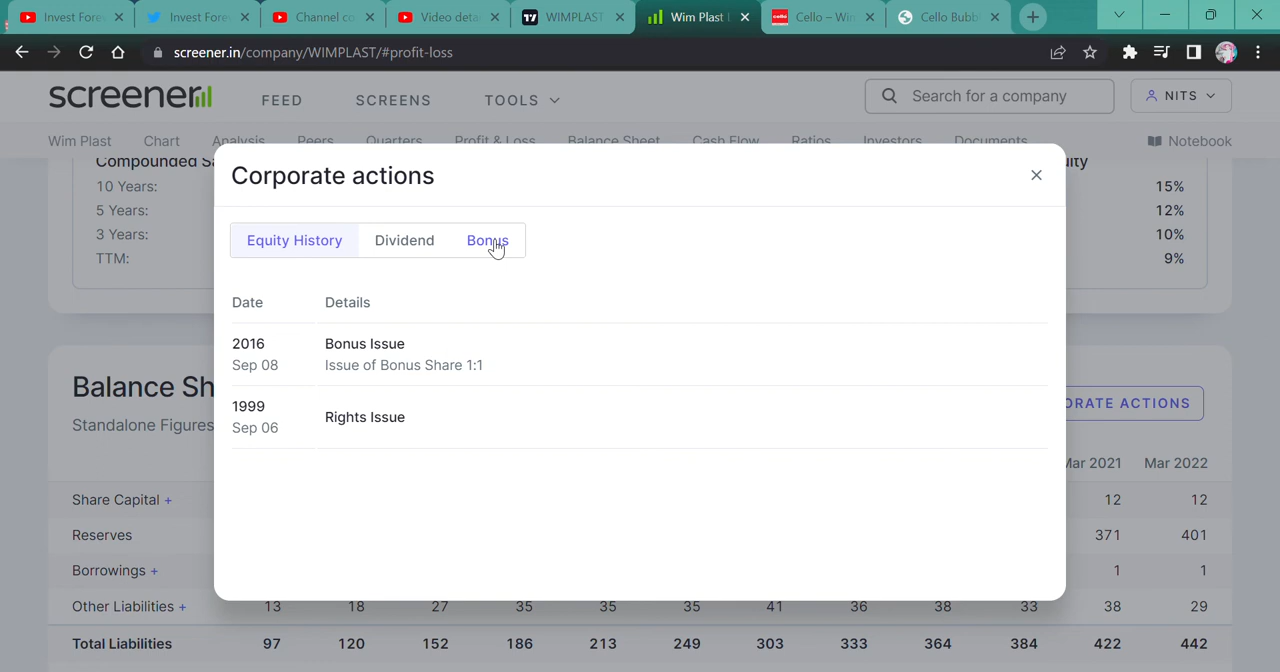 Invest Fore
Invest Fore
Channel co
Video deta
WIMPLAST
Wim Plast L
Cello – Wim
Cello Bubb
screener.in/company/WIMPLAST/#profit-loss
screener
FEED
SCREENS
TOOLS
Search for a company
NITS
Wim Plast Chart Analysis Peers Quarters Profit & Loss Balance Sheet Cash Flow Ratios Investors Documents Notebook
Compounded Sa
uity
10 Years: 15%
5 Years: 12%
3 Years: 10%
TTM: 9%
Corporate actions
Equity History Dividend Bonus
Date Details
2016 Bonus Issue
Sep 08 Issue of Bonus Share 1:1
1999
Rights Issue
Sep 06
Balance Sh
ORATE ACTIONS
Standalone Figures
Mar 2021 Mar 2022
Share Capital + 12 12
Reserves 371 401
Borrowings + 1 1
Other Liabilities + 13 18 27 35 35 35 41 36 38 33 38 29
Total Liabilities 97 120 152 186 213 249 303 333 364 384 422 442